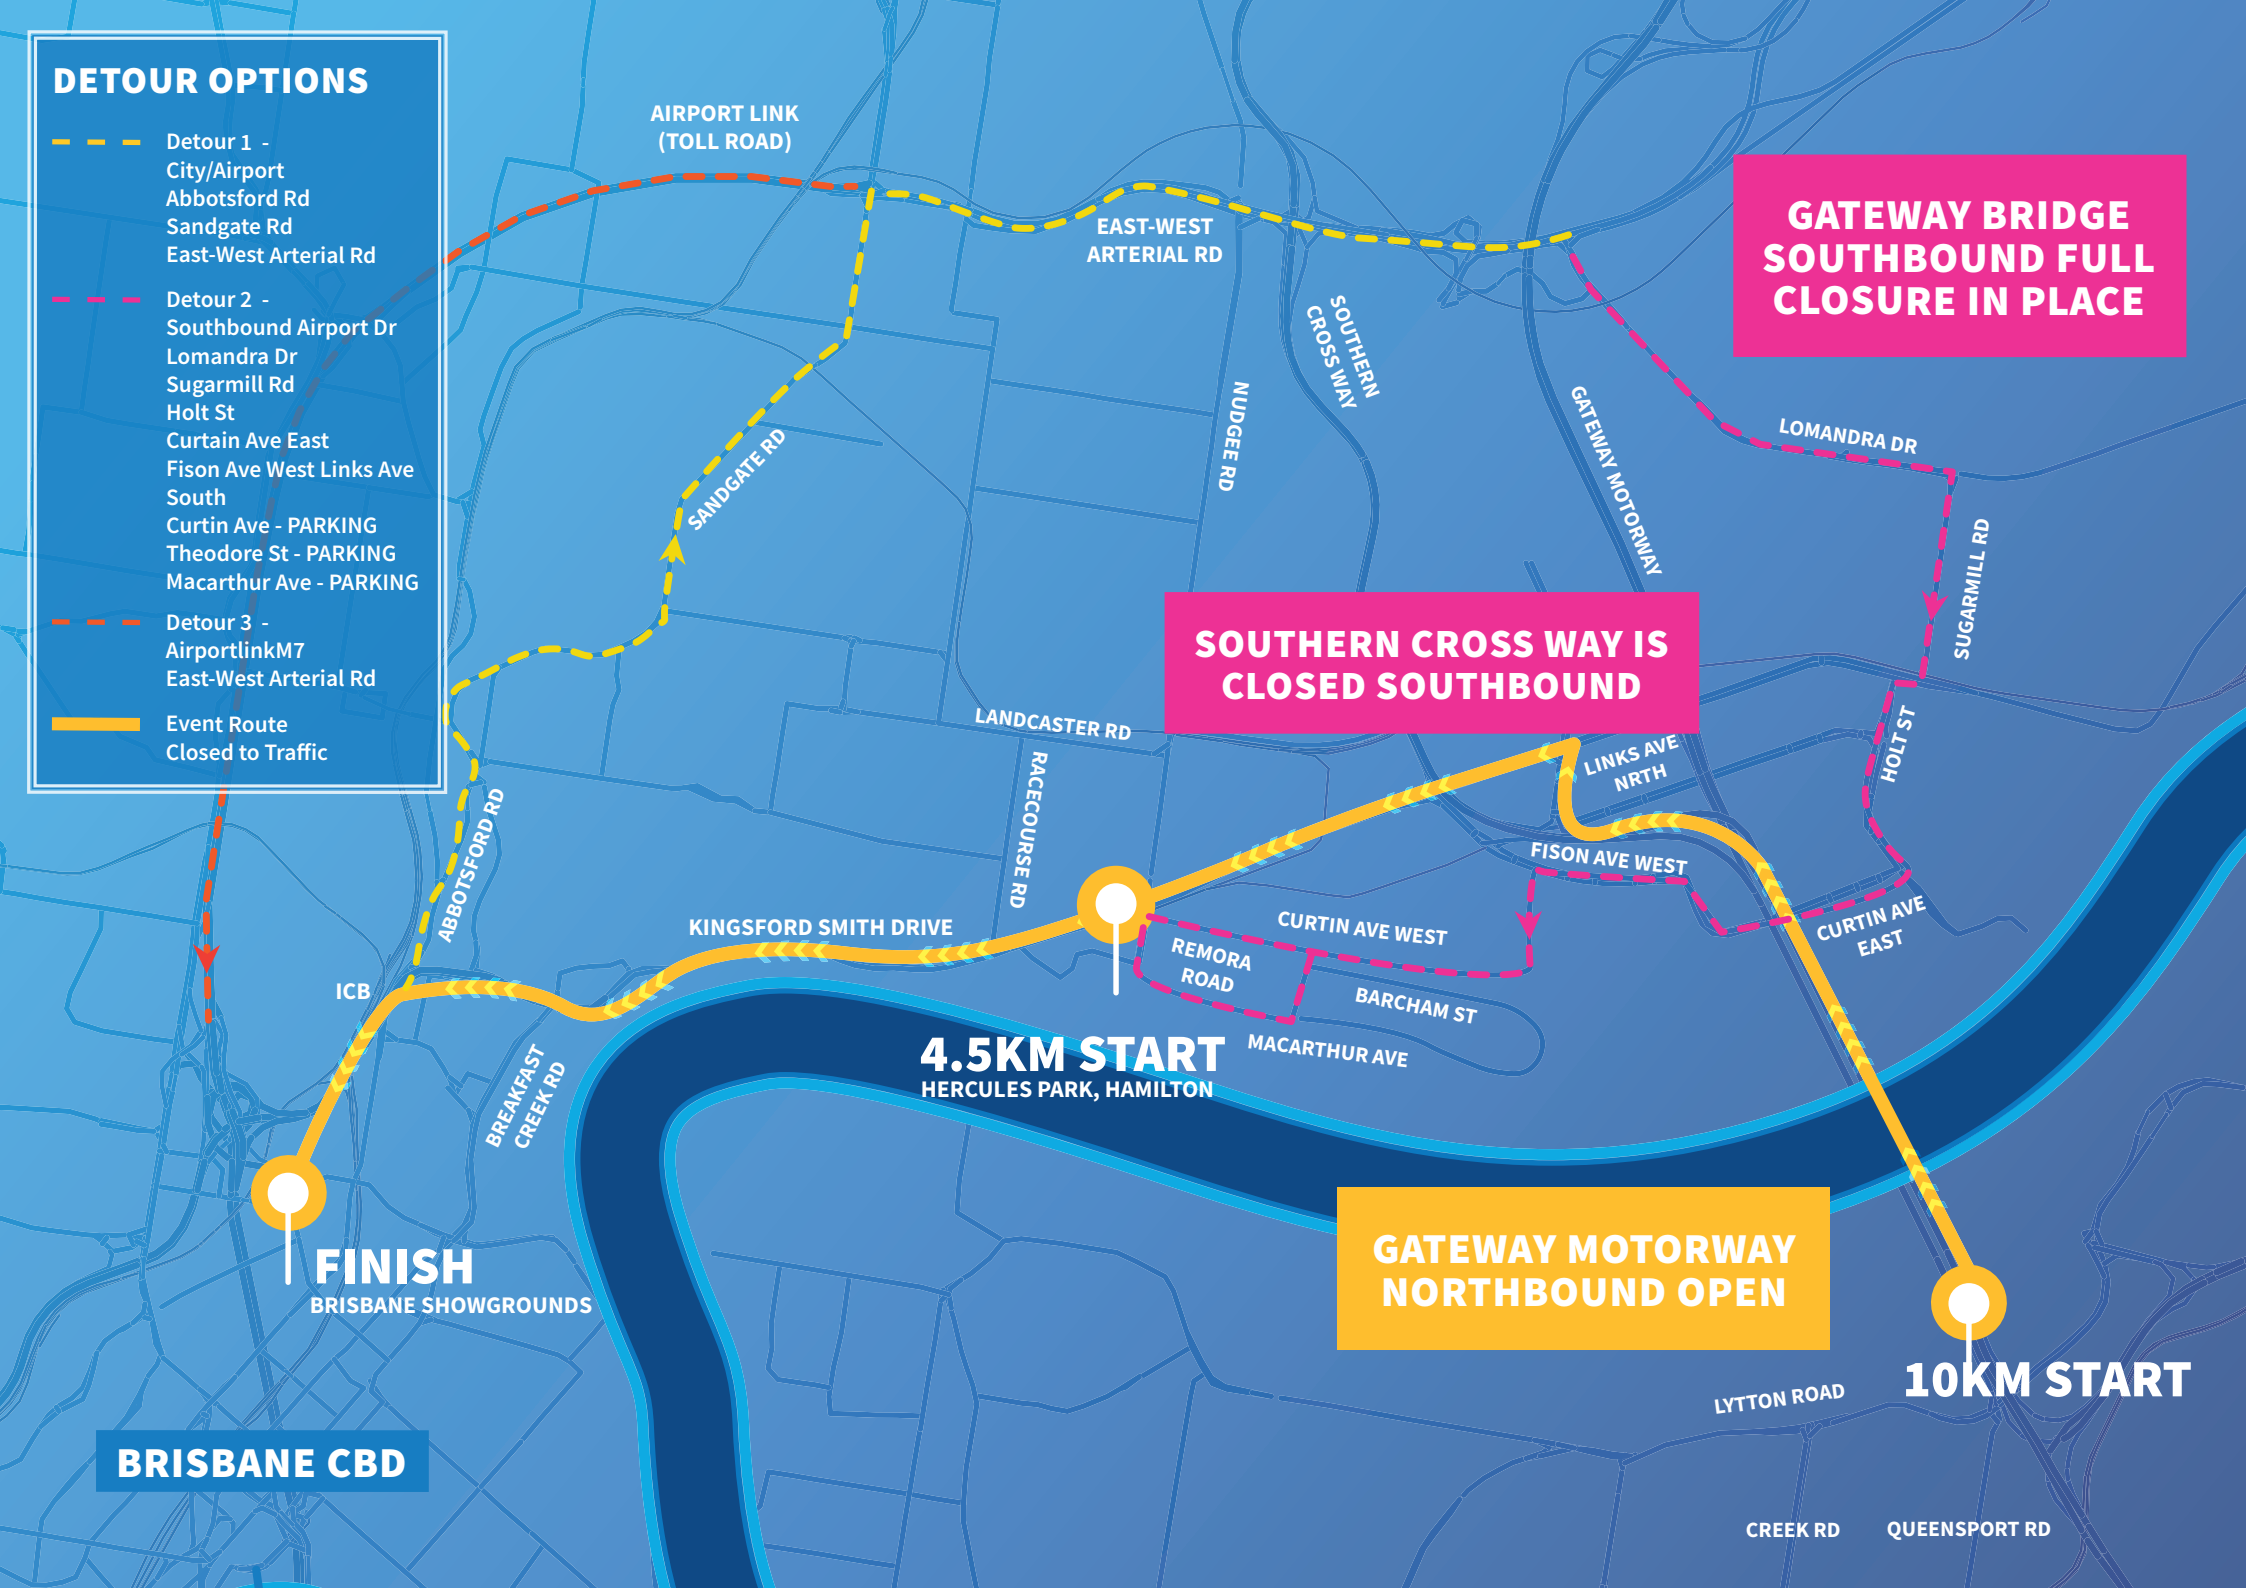 DETOUR OPTIONS
Detour 1 -
City/Airport
Abbotsford Rd
Sandgate Rd
East-West Arterial Rd
Detour 2 -
Southbound Airport Dr
Lomandra Dr
Sugarmill Rd
Holt St
Curtain Ave East
Fison Ave West Links Ave
South
Curtin Ave - PARKING
Theodore St - PARKING
Macarthur Ave - PARKING
Detour 3 -
AirportlinkM7
East-West Arterial Rd
Event Route
Closed to Traffic
AIRPORT LINK
(TOLL ROAD)
EAST-WEST
ARTERIAL RD
GATEWAY BRIDGE
SOUTHBOUND FULL
CLOSURE IN PLACE
SOUTHERN
CROSS WAY
NUDGEE RD
GATEWAY MOTORWAY
LOMANDRA DR
SANDGATE RD
SUGARMILL RD
SOUTHERN CROSS WAY IS
CLOSED SOUTHBOUND
LANDCASTER RD
RACECOURSE RD
LINKS AVE
NRTH
HOLT ST
ABBOTSFORD RD
FISON AVE WEST
KINGSFORD SMITH DRIVE
CURTIN AVE WEST
CURTIN AVE
EAST
REMORA
ROAD
ICB
BARCHAM ST
MACARTHUR AVE
BREAKFAST
CREEK RD
4.5KM START
HERCULES PARK, HAMILTON
FINISH
BRISBANE SHOWGROUNDS
GATEWAY MOTORWAY
NORTHBOUND OPEN
10KM START
LYTTON ROAD
BRISBANE CBD
CREEK RD
QUEENSPORT RD